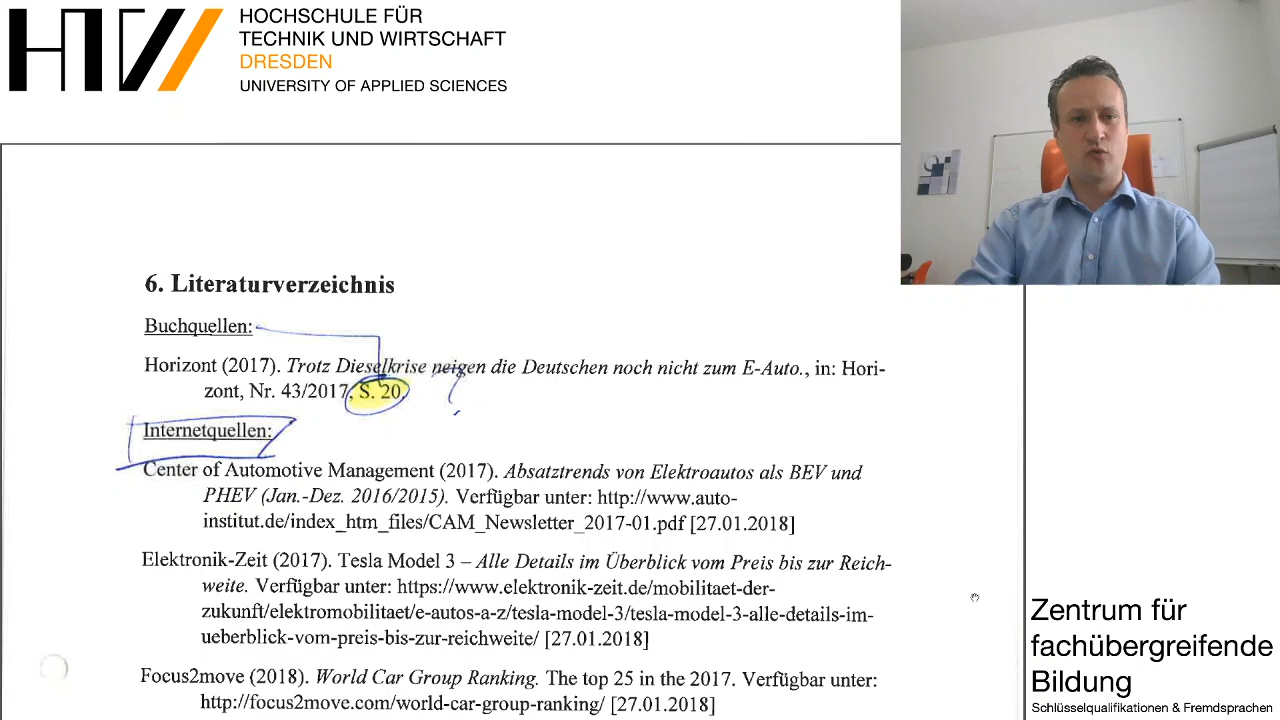 HOCHSCHULE FÜR
TECHNIK UND WIRTSCHAFT
DRESDEN
UNIVERSITY OF APPLIED SCIENCES
6. Literaturverzeichnis
Buchquellen:
Horizont (2017). Trotz Dieselkrise neigen die Deutschen noch nicht zum E-Auto., in: Hori-
zont, Nr. 43/2017, S. 20.
?
Internetquellen:
Center of Automotive Management (2017). Absatztrends von Elektroautos als BEV und
PHEV (Jan.-Dez. 2016/2015). Verfügbar unter: http://www.auto-
institut.de/index_htm_files/CAM_Newsletter_2017-01.pdf [27.01.2018]
Elektronik-Zeit (2017). Tesla Model 3 – Alle Details im Überblick vom Preis bis zur Reich-
weite. Verfügbar unter: https://www.elektronik-zeit.de/mobilitaet-der-
zukunft/elektromobilitaet/e-autos-a-z/tesla-model-3/tesla-model-3-alle-details-im-
ueberblick-vom-preis-bis-zur-reichweite/ [27.01.2018]
Focus2move (2018). World Car Group Ranking. The top 25 in the 2017. Verfügbar unter:
http://focus2move.com/world-car-group-ranking/ [27.01.2018]
Zentrum für
fachübergreifende
Bildung
Schlüsselqualifikationen & Fremdsprachen